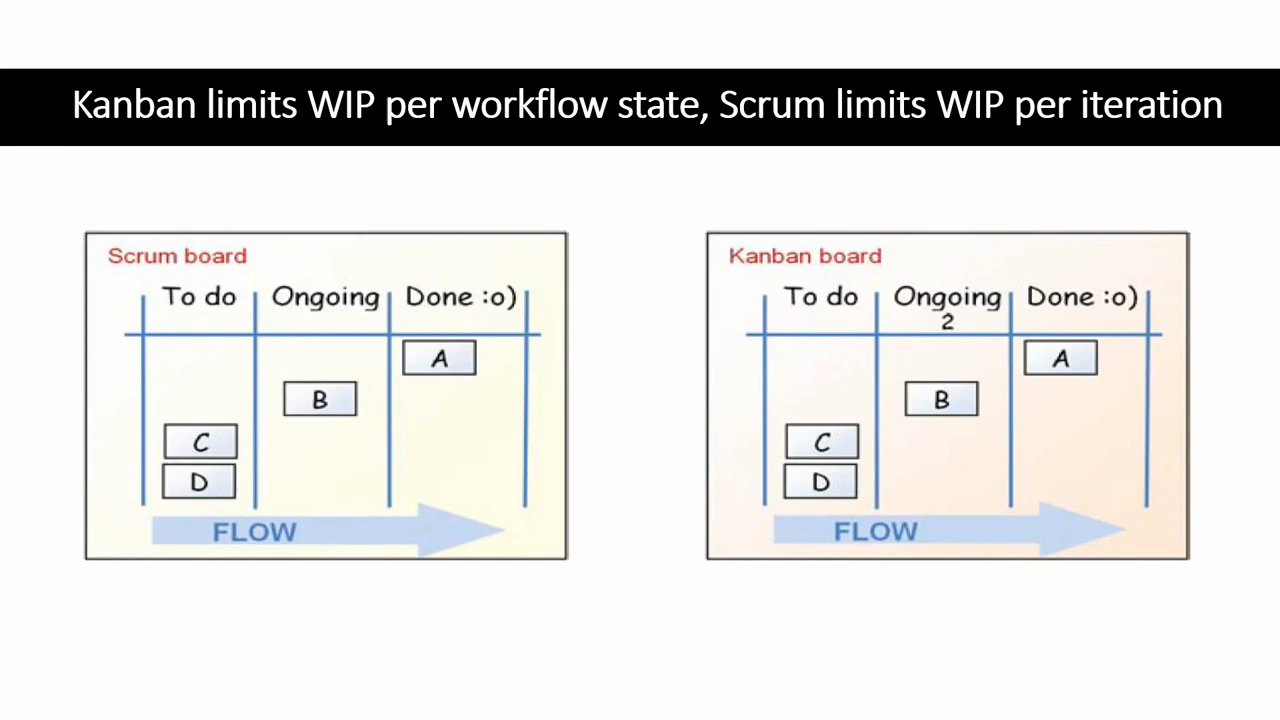 Kanban limits WIP per workflow state, Scrum limits WIP per iteration
Scrum board
To do Ongoing Done :o)
A
B
C
D
FLOW
Kanban board
To do Ongoing Done :o)
2
A
B
C
D
FLOW